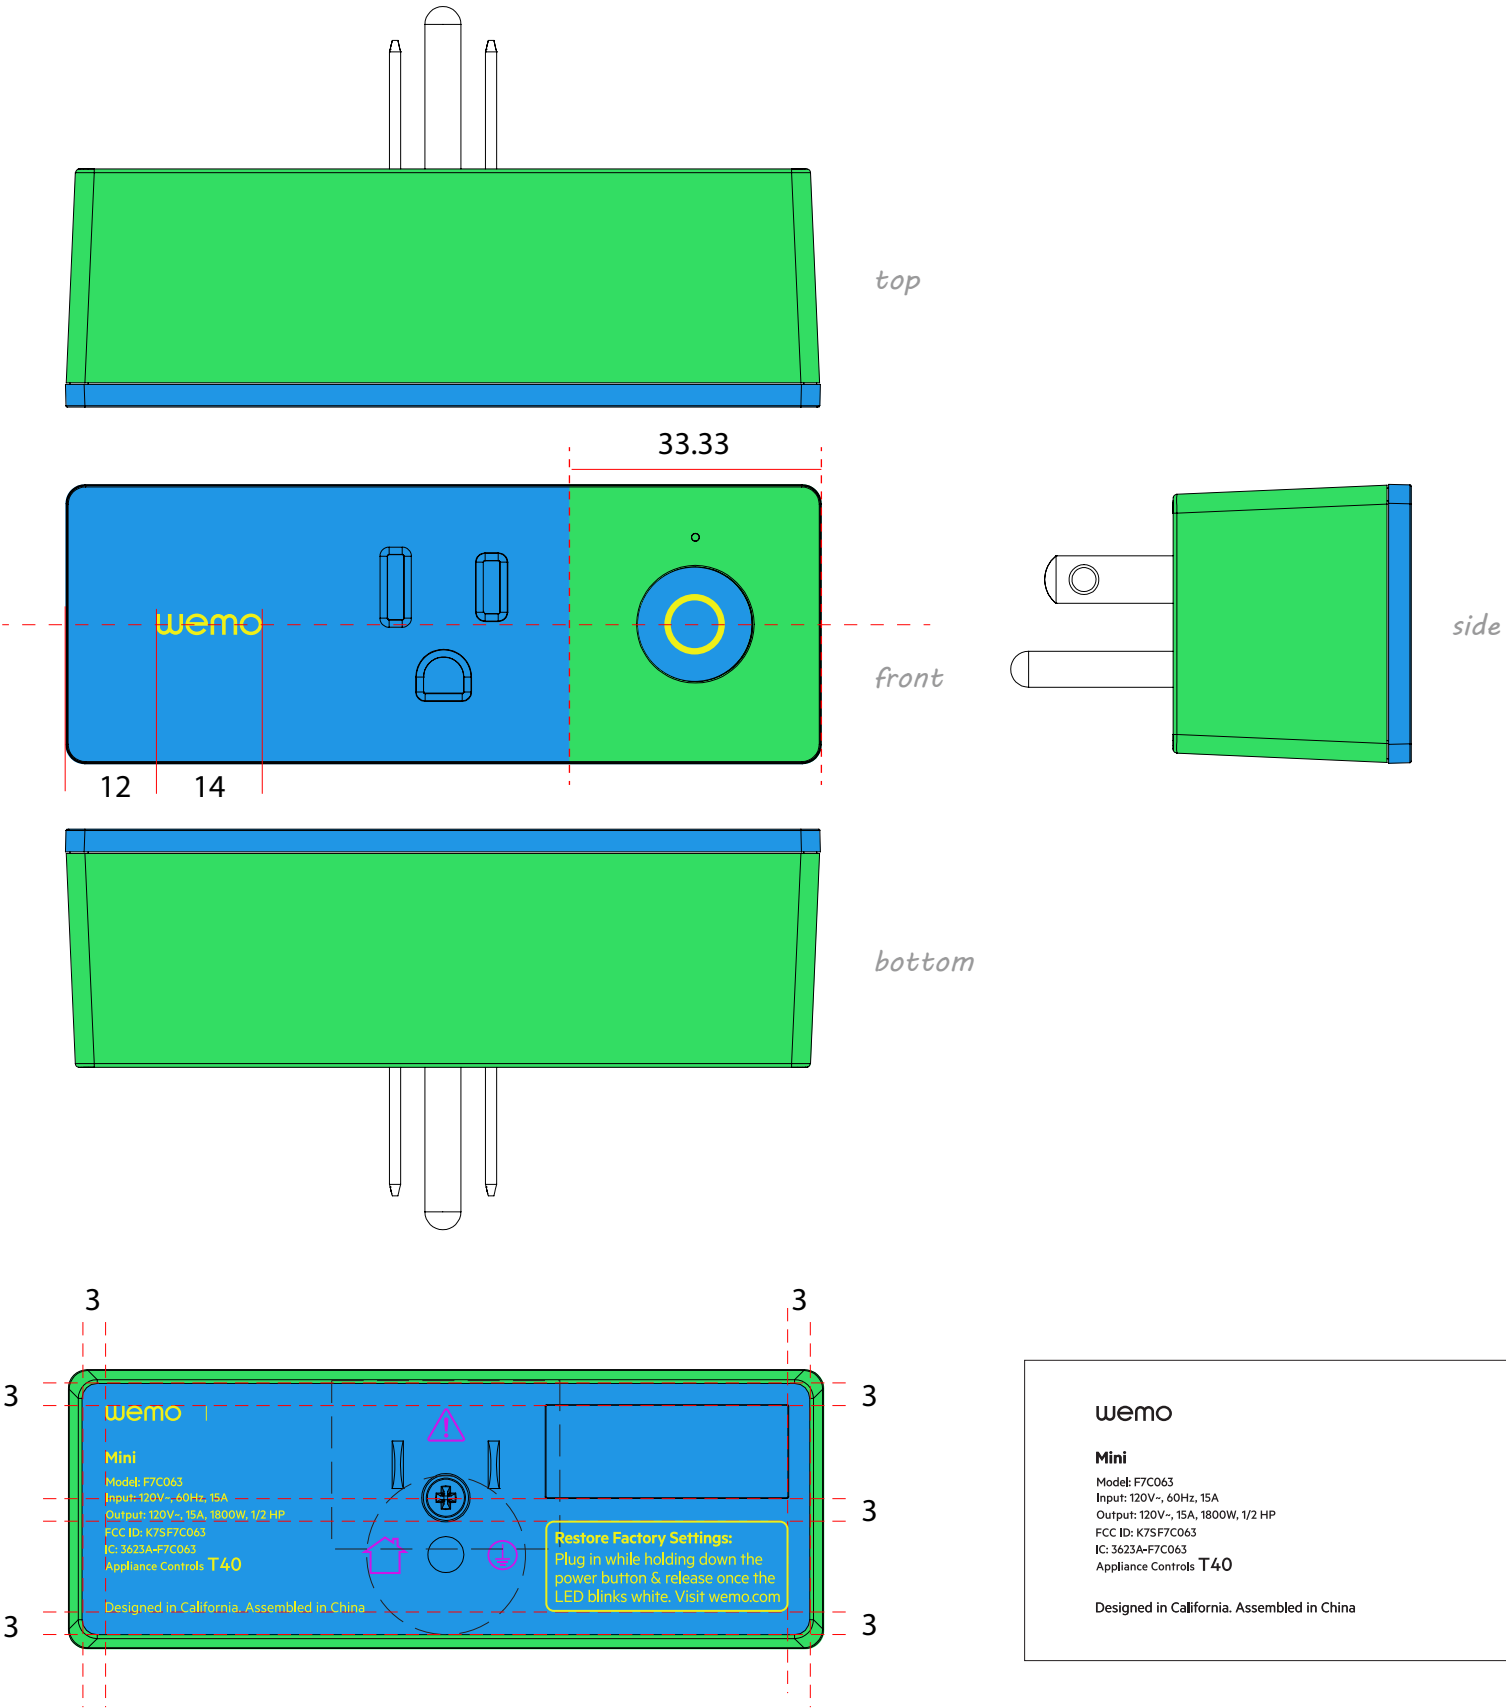 top
33.33
wemo
front
side
12
14
bottom
3
3
3
3
wemo
Mini
Model: F7C063
Input: 120V~, 60Hz, 15A
Output: 120V~, 15A, 1800W, 1/2 HP
FCC ID: K7SF7C063
IC: 3623A-F7C063
Appliance Controls T40
Designed in California. Assembled in China
3
Restore Factory Settings:
Plug in while holding down the
power button & release once the
LED blinks white. Visit wemo.com
3
3
wemo
Mini
Model: F7C063
Input: 120V~, 60Hz, 15A
Output: 120V~, 15A, 1800W, 1/2 HP
FCC ID: K7SF7C063
IC: 3623A-F7C063
Appliance Controls T40
Designed in California. Assembled in China